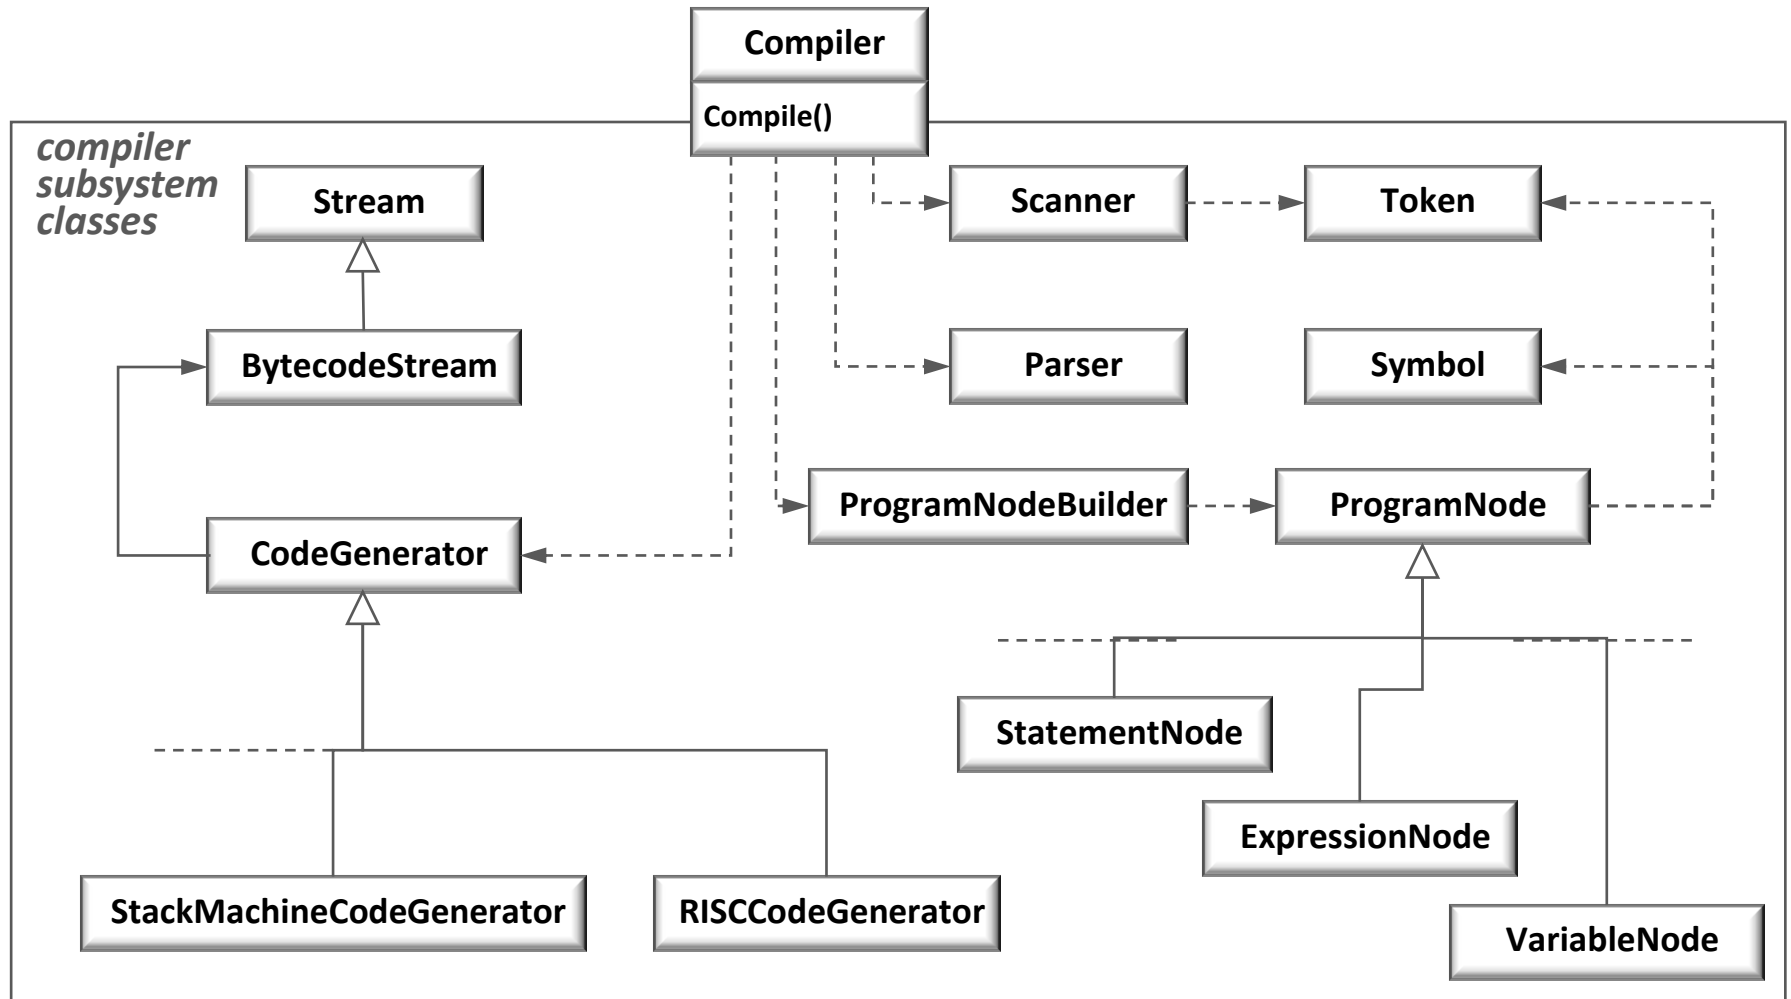 Compiler
Compile()
compiler
subsystem
classes
Stream
Scanner
Token
BytecodeStream
Parser
Symbol
ProgramNodeBuilder
ProgramNode
CodeGenerator
StatementNode
ExpressionNode
StackMachineCodeGenerator
RISCCodeGenerator
VariableNode